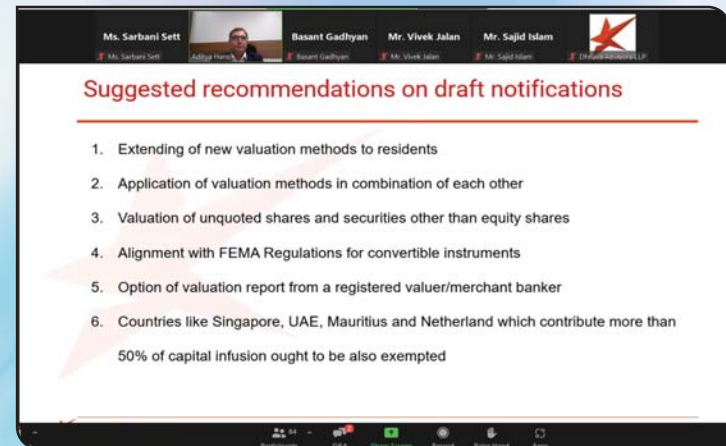 Ms. Sarbani Sett
Basant Gadhyan
Mr. Vivek Jalan
Mr. Sajid Islam
Ms. Sarbani Sett
Basant Gadhyan
Mr. Vivek Jalan
Mr. Sajid Islam
Suggested recommendations on draft notifications
1. Extending of new valuation methods to residents
2. Application of valuation methods in combination of each other
3. Valuation of unquoted shares and securities other than equity shares
4. Alignment with FEMA Regulations for convertible instruments
5. Option of valuation report from a registered valuer/merchant banker
6. Countries like Singapore, UAE, Mauritius and Netherland which contribute more than
50% of capital infusion ought to be also exempted